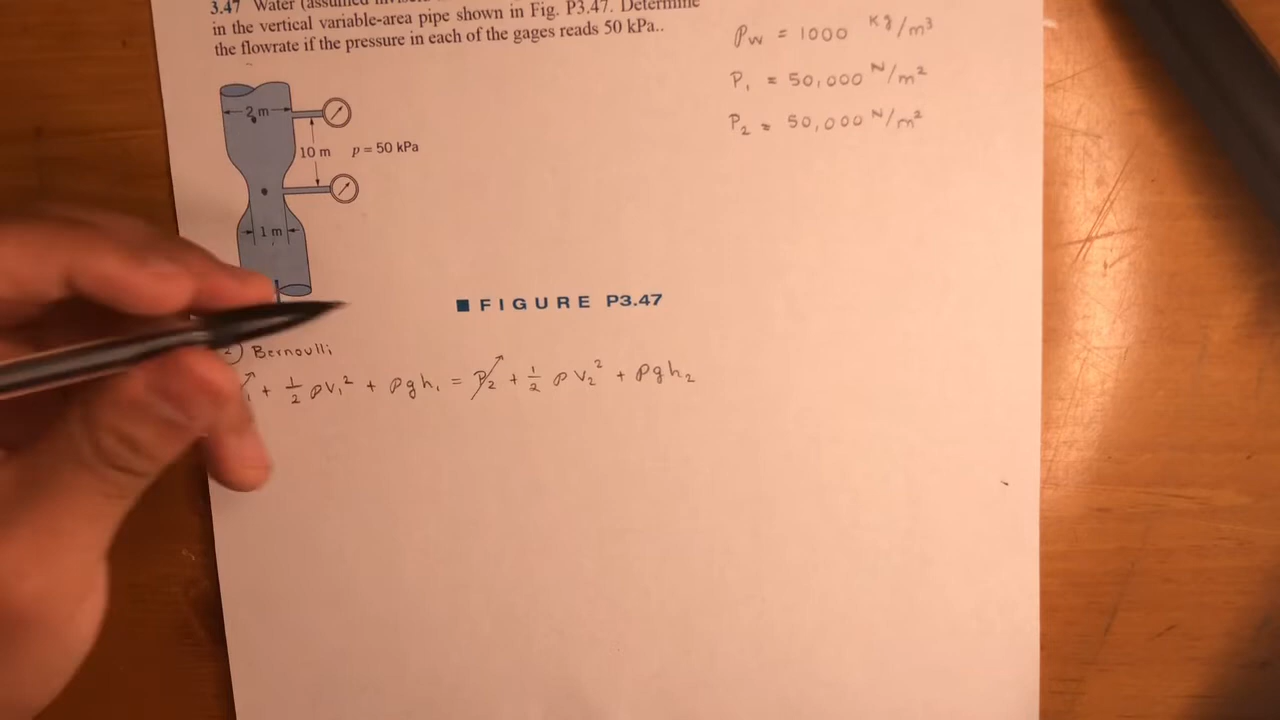 3.47 Water (assumed
in the vertical variable-area pipe shown in Fig. P3.47. Determine
the flowrate if the pressure in each of the gages reads 50 kPa..
ρw = 1000 Kg/m³
P₁ = 50,000 N/m²
P₂ = 50,000 N/m²
2 m
10 m p = 50 kPa
1 m
■ FIGURE P3.47
Bernoulli
+ 1/2 ρV₁² + ρgh₁ = P₂ + 1/2 ρV₂² + ρgh₂